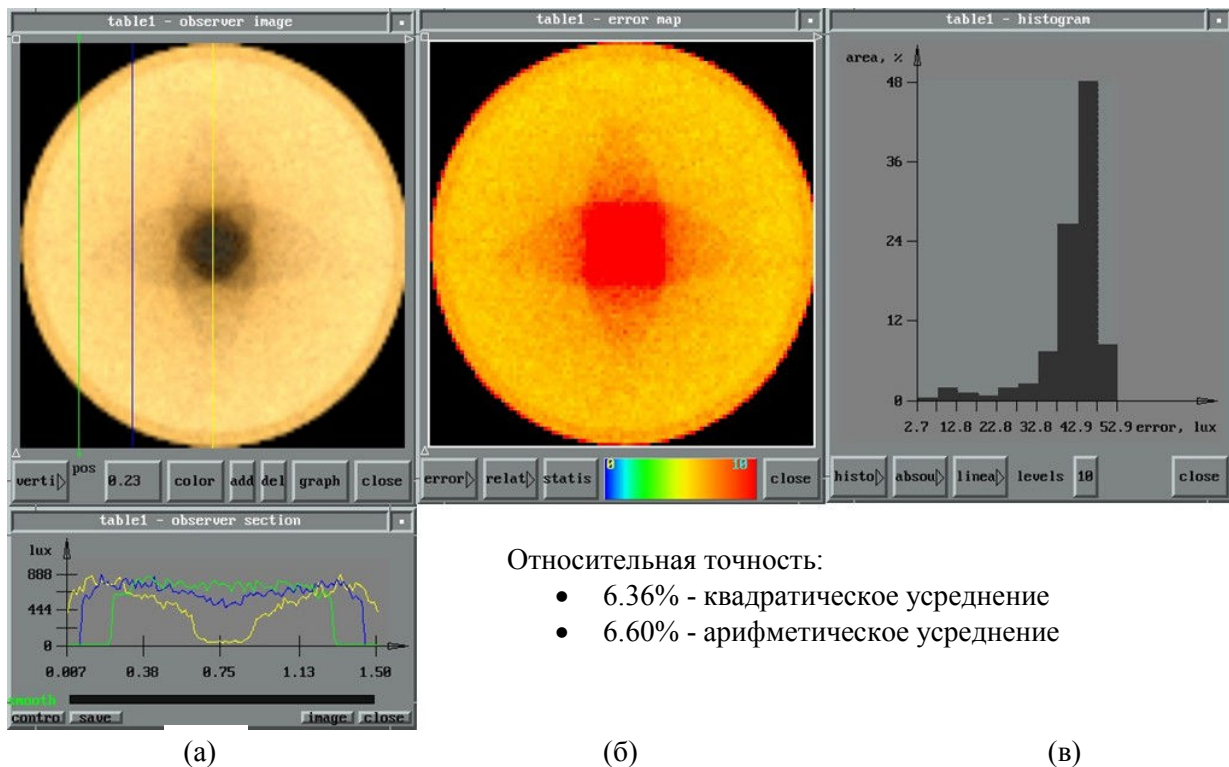 table1 - observer image
table1 - error map
table1 - histogram
area, %
48
36
24
12
0
2.7 12.8 22.8 32.8 42.9 52.9 error, lux
0 10
verti pos 0.23 color add del graph close
error relat statis close
histo absou linea levels 10 close
table1 - observer section
lux
888
444
0
0.007 0.38 0.75 1.13 1.50
smooth
contro save image close
Относительная точность:
• 6.36% - квадратическое усреднение
• 6.60% - арифметическое усреднение
(а) (б) (в)